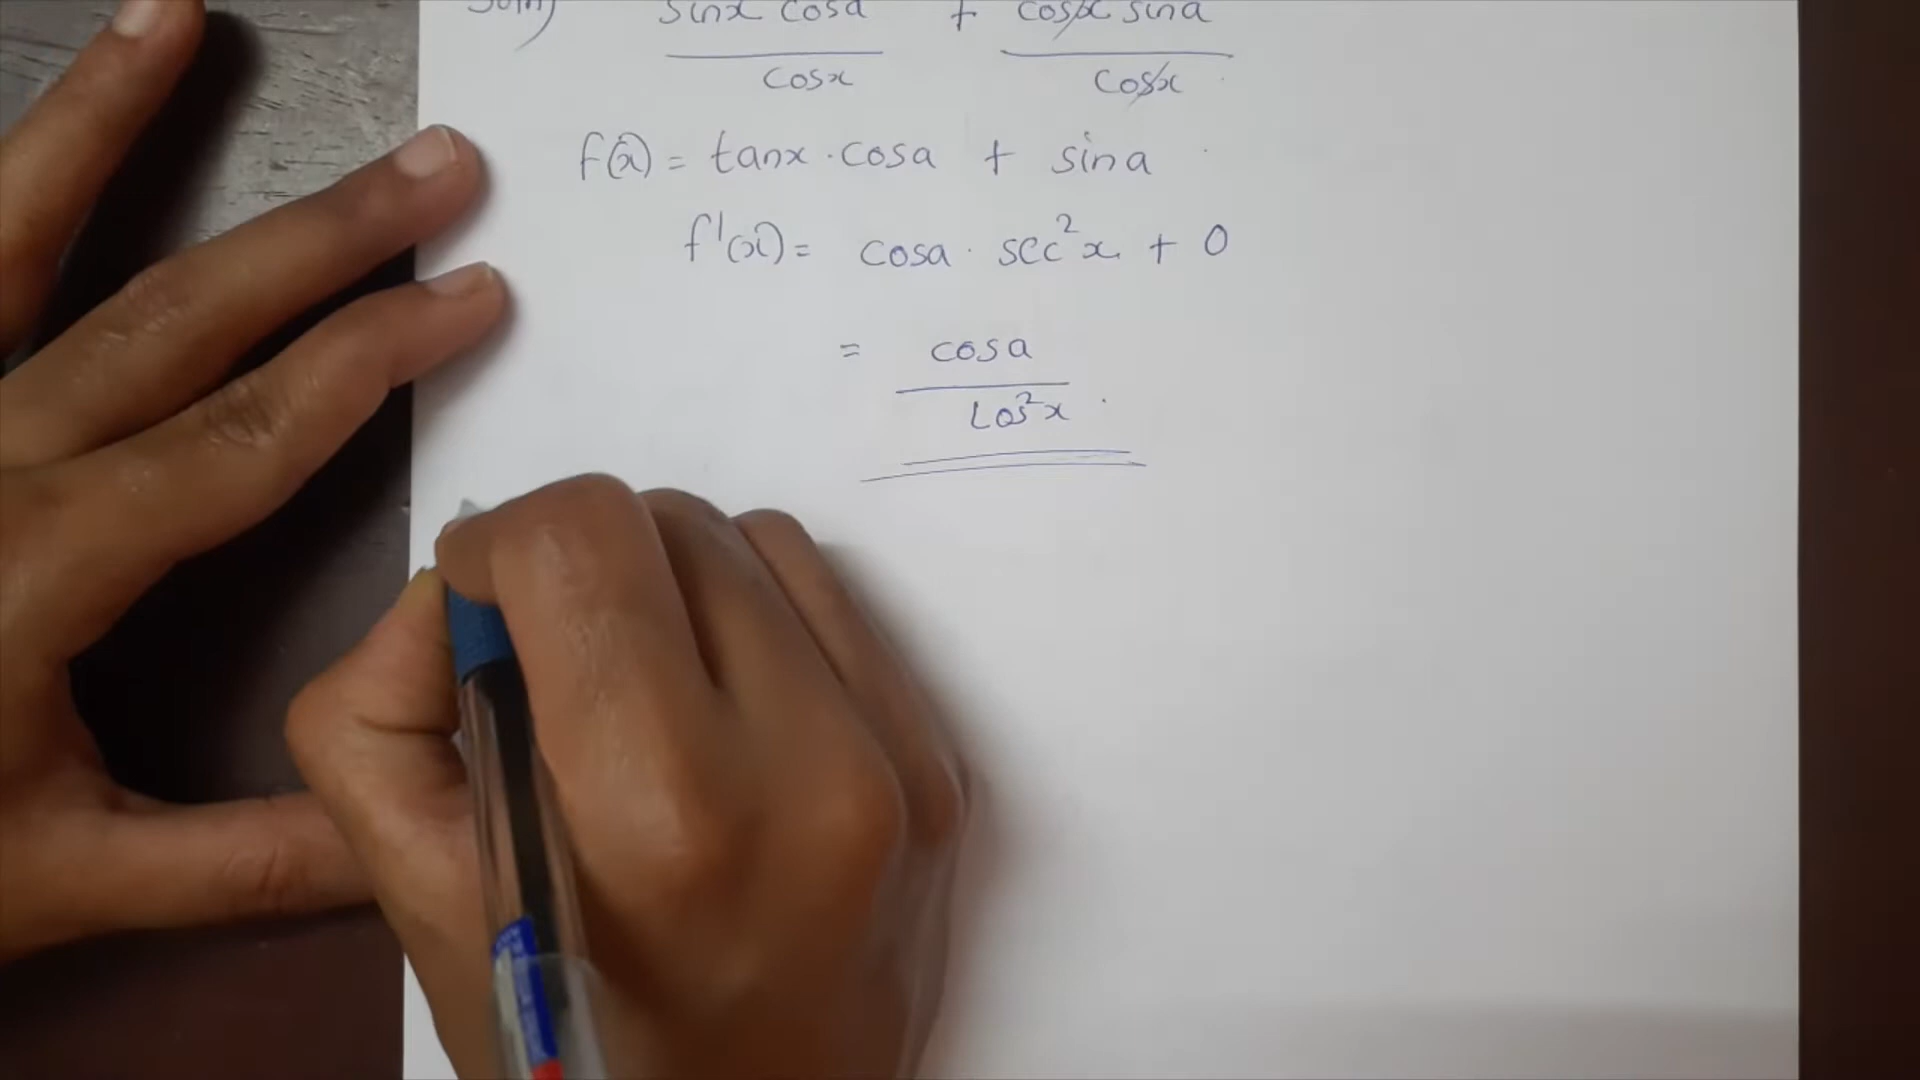 Soln) sinx cosa + cosx sina
cosx cosx
f(x) = tanx . cosa + sina
f'(x) = cosa . sec²x + 0
= cosa
cos²x